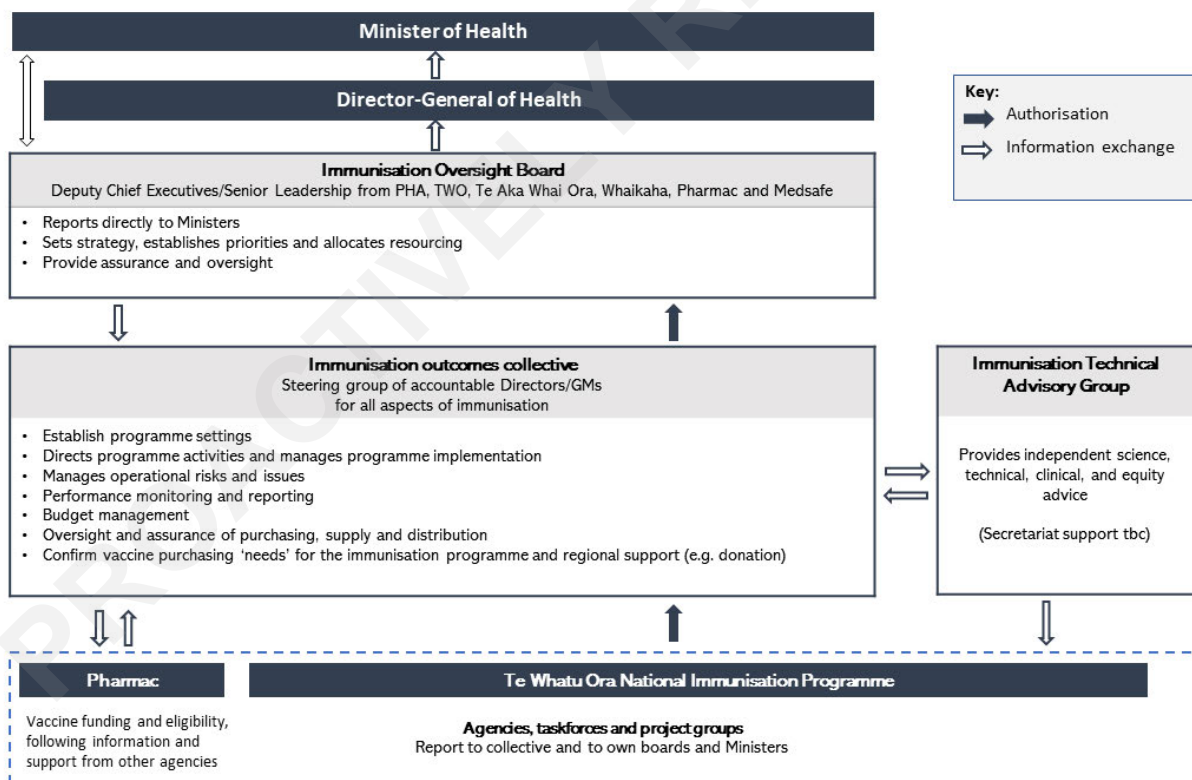 Minister of Health
Director-General of Health
Immunisation Oversight Board
Deputy Chief Executives/Senior Leadership from PHA, TWO, Te Aka Whai Ora, Whaikaha, Pharmac and Medsafe
• Reports directly to Ministers
• Sets strategy, establishes priorities and allocates resourcing
• Provide assurance and oversight
Key:
Authorisation
Information exchange
Immunisation outcomes collective
Steering group of accountable Directors/GMs
for all aspects of immunisation
• Establish programme settings
• Directs programme activities and manages programme implementation
• Manages operational risks and issues
• Performance monitoring and reporting
• Budget management
• Oversight and assurance of purchasing, supply and distribution
• Confirm vaccine purchasing ‘needs’ for the immunisation programme and regional support (e.g. donation)
Immunisation Technical
Advisory Group
Provides independent science,
technical, clinical, and equity
advice
(Secretariat support tbc)
Pharmac
Vaccine funding and eligibility,
following information and
support from other agencies
Te Whatu Ora National Immunisation Programme
Agencies, taskforces and project groups
Report to collective and to own boards and Ministers
PROACTIVELY